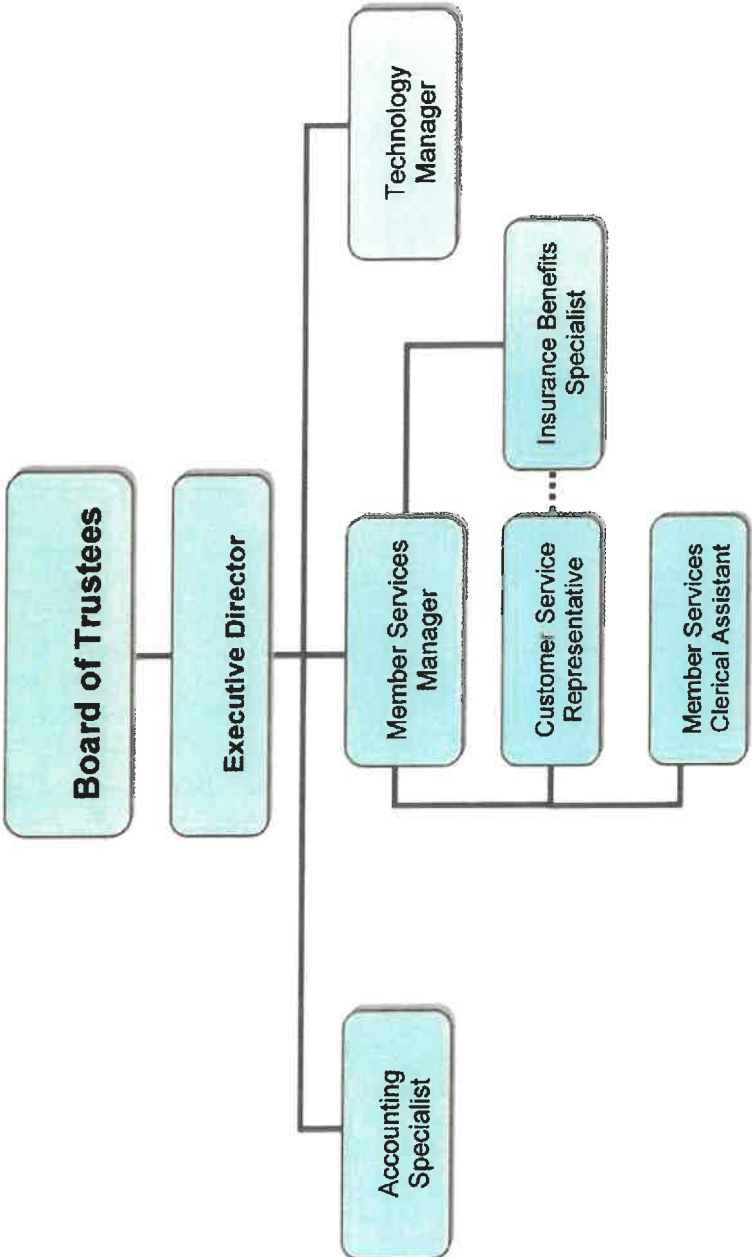 Board of Trustees
Executive Director
Accounting
Specialist
Member Services
Manager
Technology
Manager
Customer Service
Representative
Insurance Benefits
Specialist
Member Services
Clerical Assistant